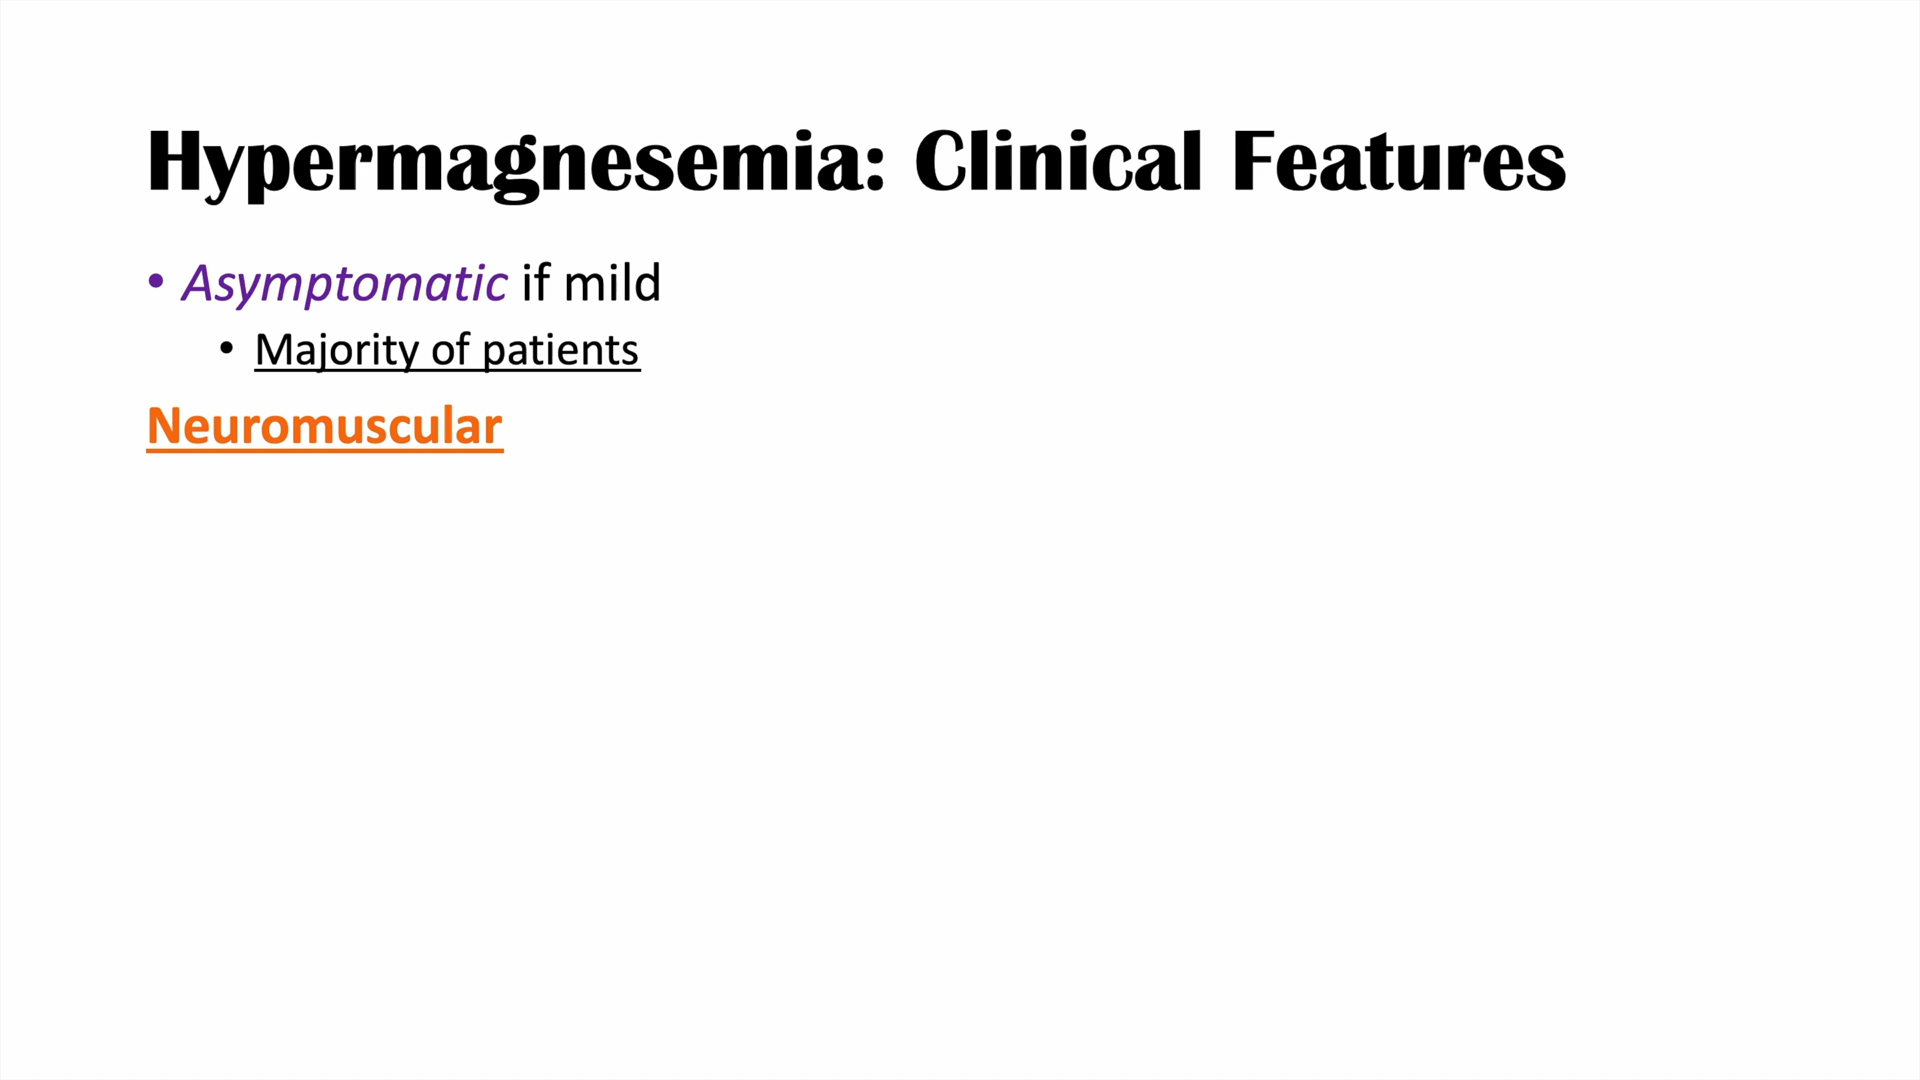 Hypermagnesemia: Clinical Features
• Asymptomatic if mild
• Majority of patients
Neuromuscular